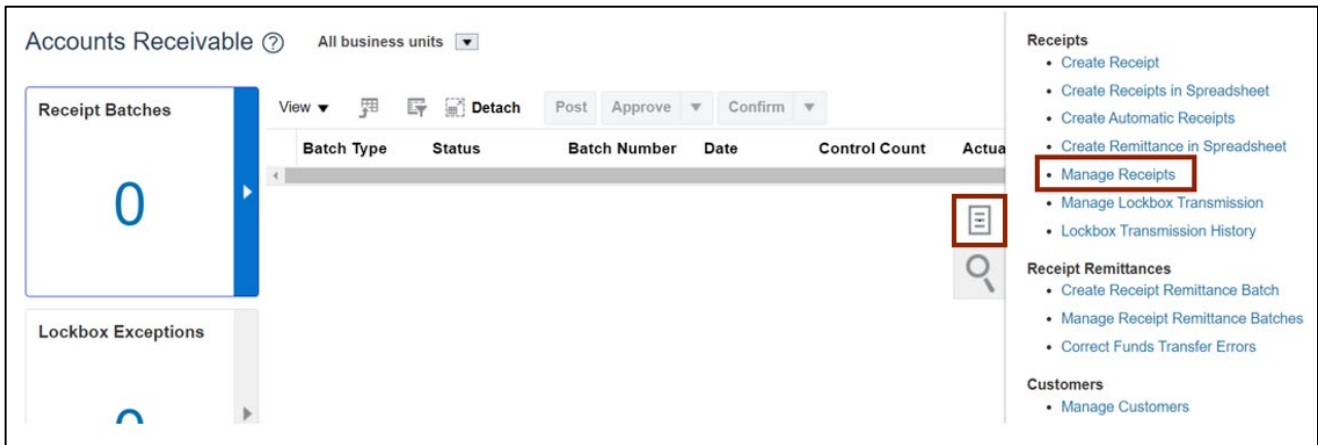 Accounts Receivable ? All business units
Receipt Batches
0
Lockbox Exceptions
0
View Detach Post Approve Confirm
Batch Type Status Batch Number Date Control Count Actua
Receipts
• Create Receipt
• Create Receipts in Spreadsheet
• Create Automatic Receipts
• Create Remittance in Spreadsheet
• Manage Receipts
• Manage Lockbox Transmission
• Lockbox Transmission History
Receipt Remittances
• Create Receipt Remittance Batch
• Manage Receipt Remittance Batches
• Correct Funds Transfer Errors
Customers
• Manage Customers